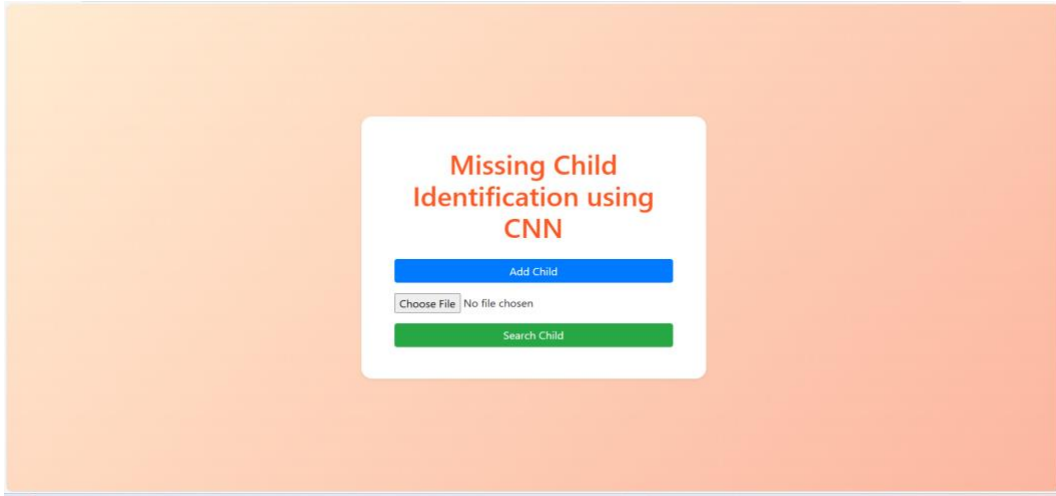 Missing Child
Identification using
CNN
Add Child
Choose File No file chosen
Search Child